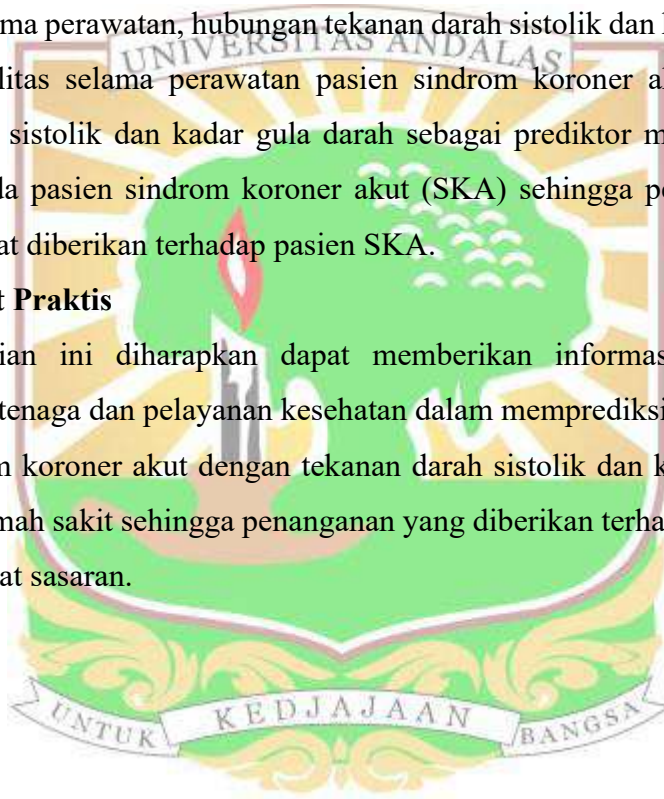 ma perawatan, hubungan tekanan darah sistolik dan
UNIVERSITAS ANDALAS
litas selama perawatan pasien sindrom koroner
sistolik dan kadar gula darah sebagai prediktor
pasien sindrom koroner akut (SKA) sehingga
at diberikan terhadap pasien SKA.
t Praktis
ian ini diharapkan dapat memberikan informas
tenaga dan pelayanan kesehatan dalam memprediksi
m koroner akut dengan tekanan darah sistolik dan
mah sakit sehingga penanganan yang diberikan
at sasaran.
UNTUK KEDJAJAAN BANGSA